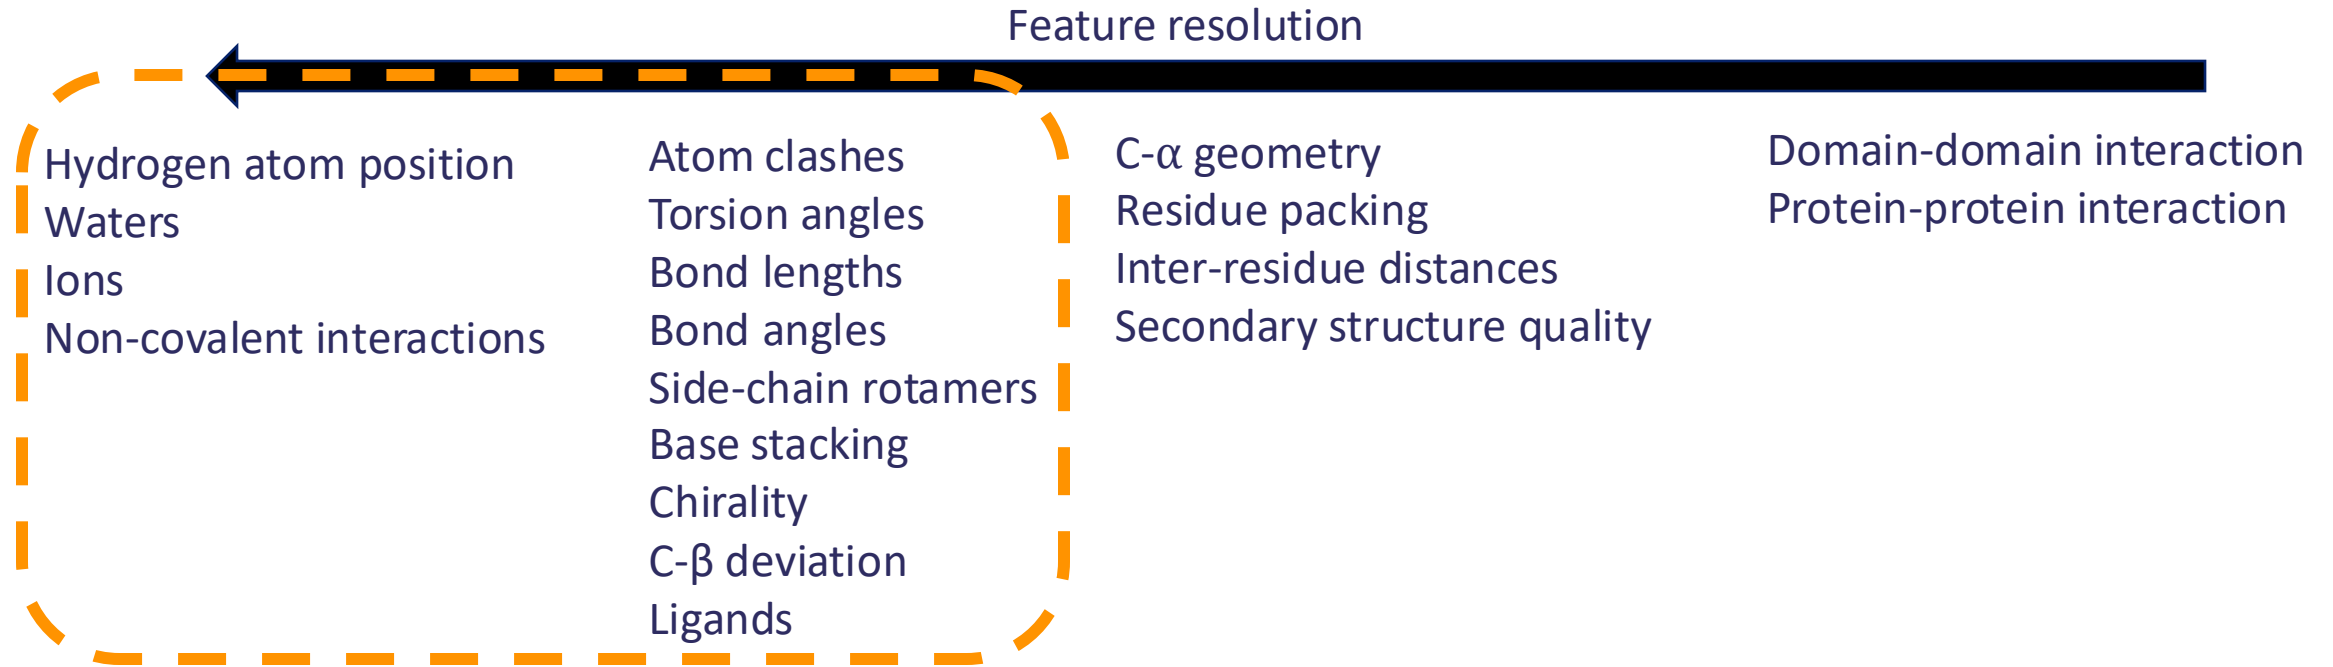 Feature resolution
Hydrogen atom position
Waters
Ions
Non-covalent interactions
Atom clashes
Torsion angles
Bond lengths
Bond angles
Side-chain rotamers
Base stacking
Chirality
C-β deviation
Ligands
C-α geometry
Residue packing
Inter-residue distances
Secondary structure quality
Domain-domain interaction
Protein-protein interaction